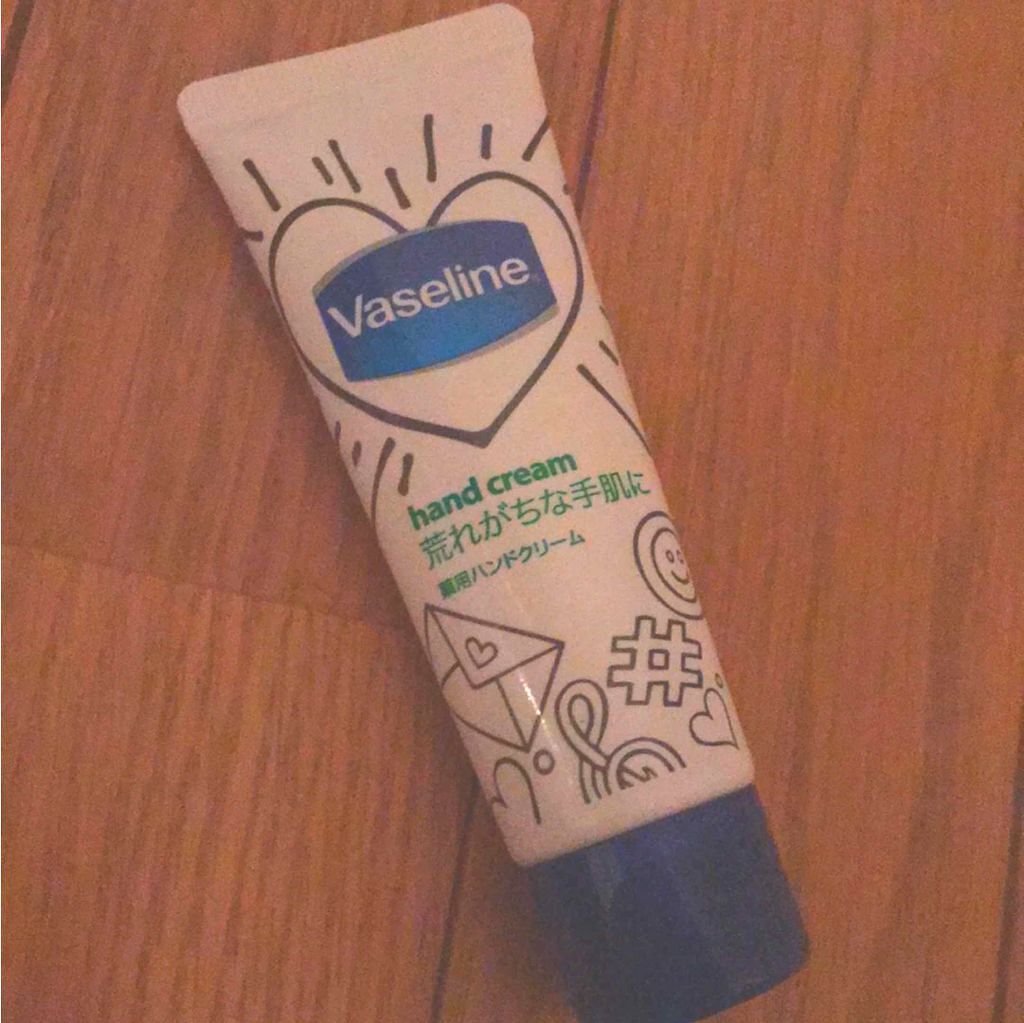 Vaseline
hand cream
荒れがちな手肌に
薬用ハンドクリーム
#